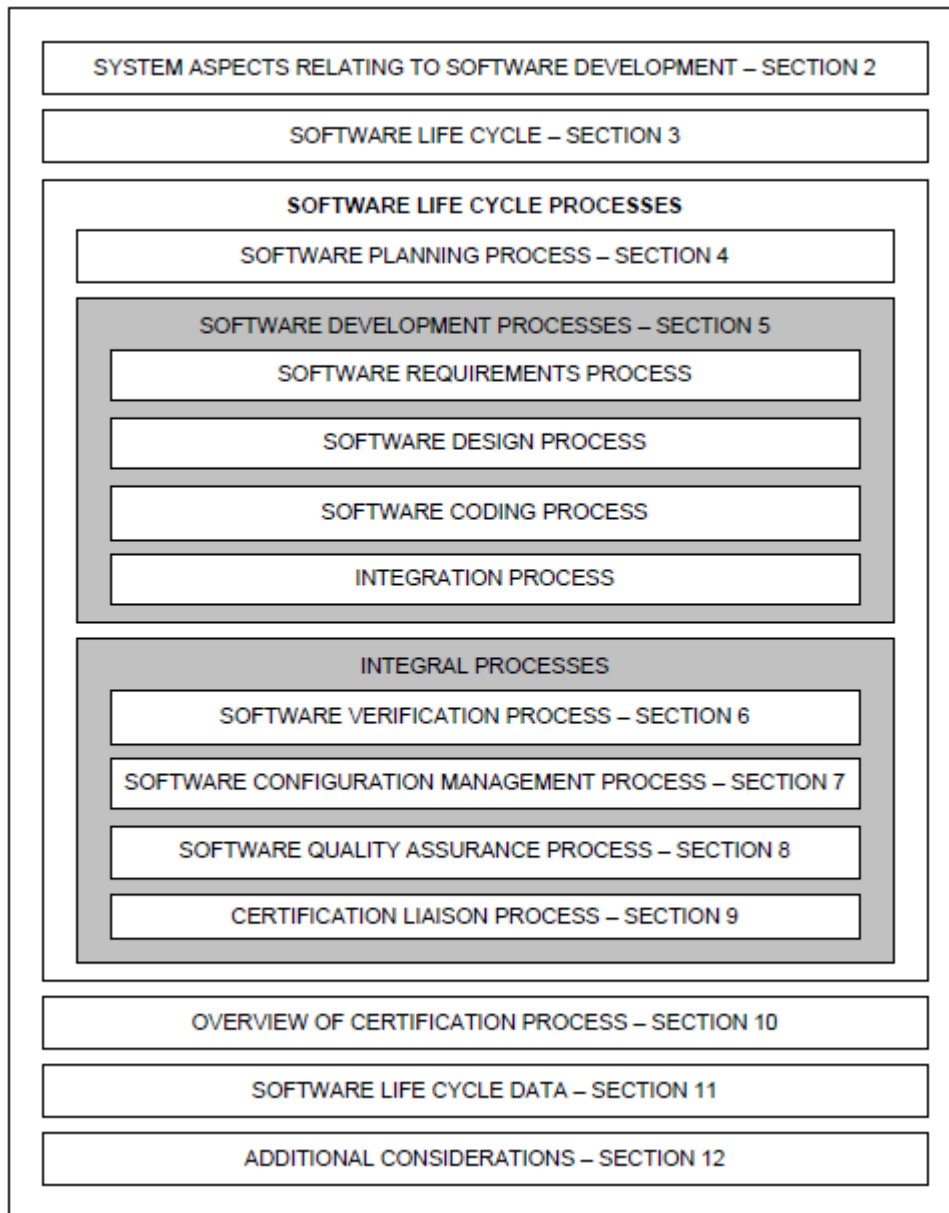 SYSTEM ASPECTS RELATING TO SOFTWARE DEVELOPMENT – SECTION 2
SOFTWARE LIFE CYCLE – SECTION 3
SOFTWARE LIFE CYCLE PROCESSES
SOFTWARE PLANNING PROCESS – SECTION 4
SOFTWARE DEVELOPMENT PROCESSES – SECTION 5
SOFTWARE REQUIREMENTS PROCESS
SOFTWARE DESIGN PROCESS
SOFTWARE CODING PROCESS
INTEGRATION PROCESS
INTEGRAL PROCESSES
SOFTWARE VERIFICATION PROCESS – SECTION 6
SOFTWARE CONFIGURATION MANAGEMENT PROCESS – SECTION 7
SOFTWARE QUALITY ASSURANCE PROCESS – SECTION 8
CERTIFICATION LIAISON PROCESS – SECTION 9
OVERVIEW OF CERTIFICATION PROCESS – SECTION 10
SOFTWARE LIFE CYCLE DATA – SECTION 11
ADDITIONAL CONSIDERATIONS – SECTION 12